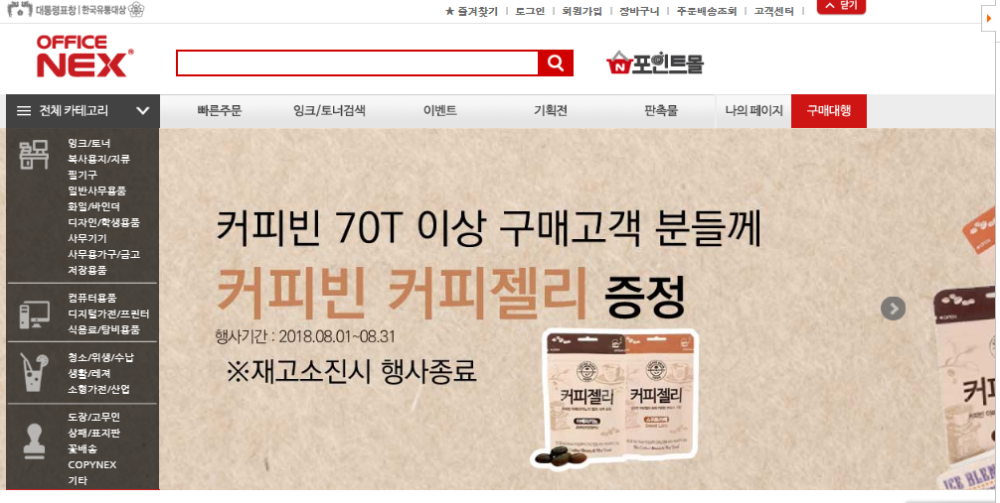 대통령표창 | 한국유통대상
★ 즐겨찾기 | 로그인 | 회원가입 | 장바구니 | 주문배송조회 | 고객센터 |
닫기
OFFICE
NEX
N포인트몰
전체 카테고리
빠른주문
잉크/토너검색
이벤트
기획전
판촉물
나의 페이지
구매대행
잉크/토너
복사용지/지류
필기구
일반사무용품
화일/바인더
디자인/학생용품
사무기기
사무용가구/금고
저장용품
컴퓨터용품
디지털가전/프린터
식음료/탕비용품
청소/위생/수납
생활/레져
소형가전/산업
도장/고무인
상패/표지판
꽃배송
COPYNEX
기타
커피빈 70T 이상 구매고객 분들께
커피빈 커피젤리 증정
행사기간 : 2018.08.01~08.31
※재고소진시 행사종료
커피젤리
커피젤리
ICE BLEN